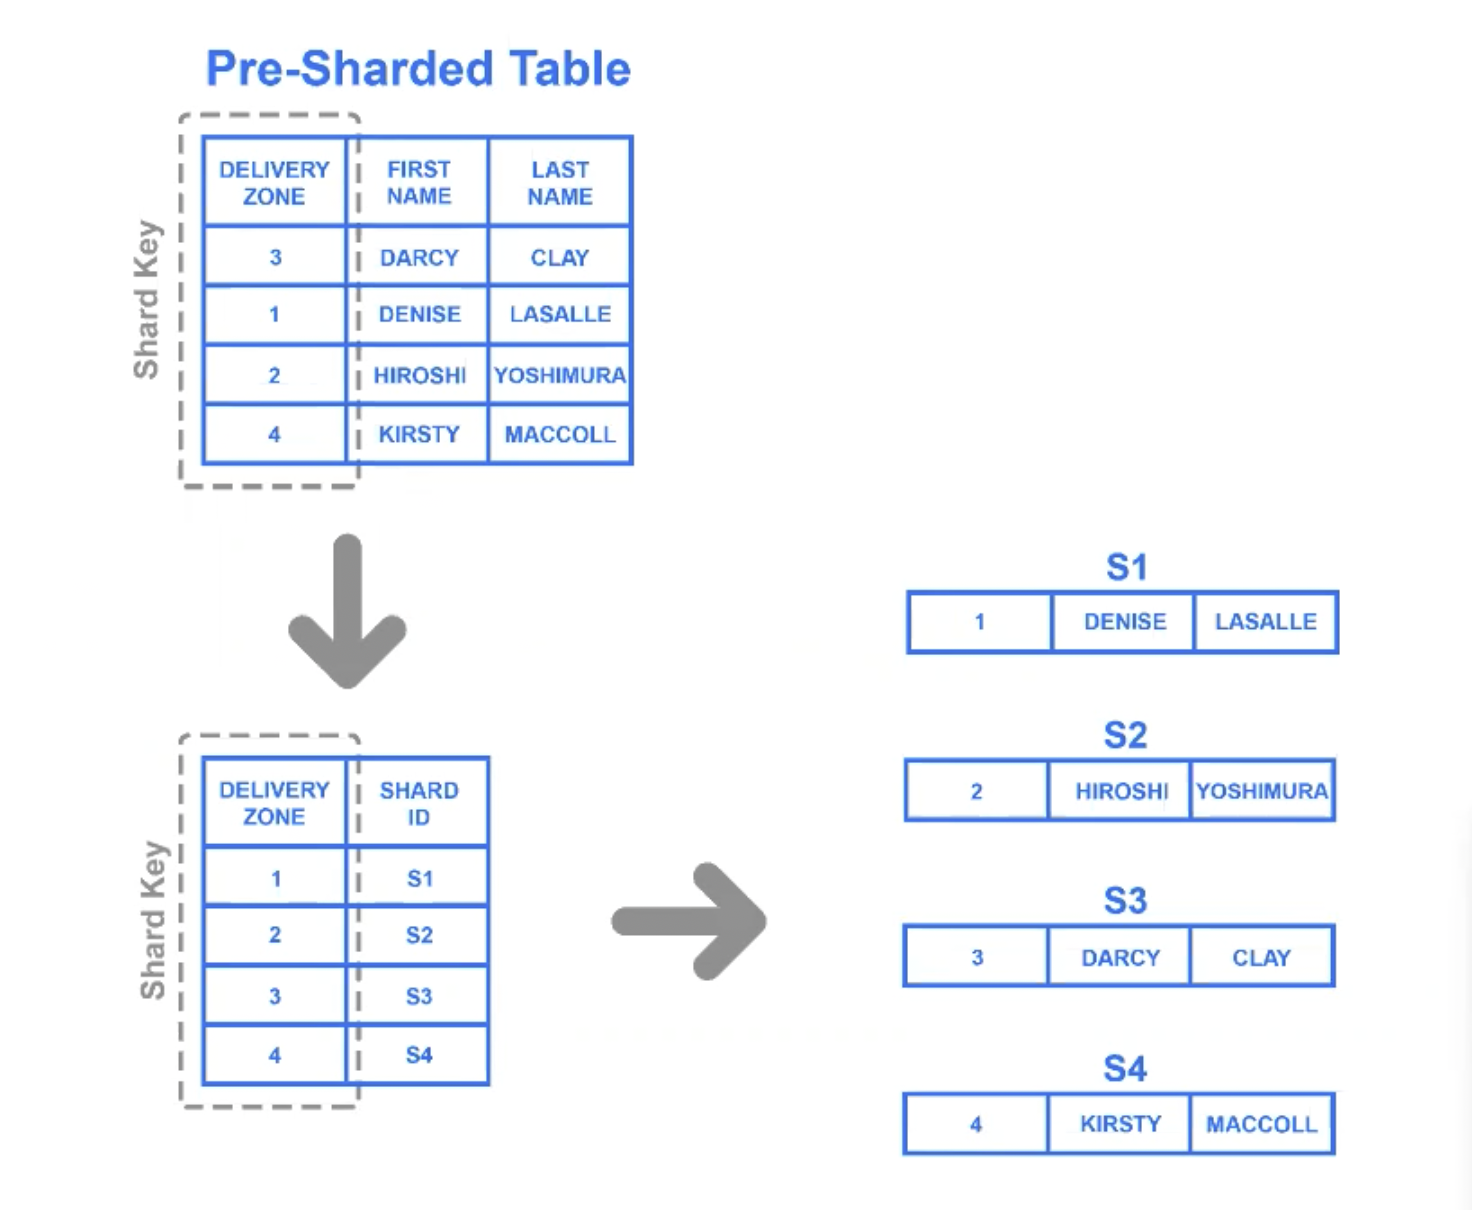 Pre-Sharded Table
Shard Key
DELIVERY ZONE FIRST NAME LAST NAME
3 DARCY CLAY
1 DENISE LASALLE
2 HIROSHI YOSHIMURA
4 KIRSTY MACCOLL
Shard Key
DELIVERY ZONE SHARD ID
1 S1
2 S2
3 S3
4 S4
S1
1 DENISE LASALLE
S2
2 HIROSHI YOSHIMURA
S3
3 DARCY CLAY
S4
4 KIRSTY MACCOLL